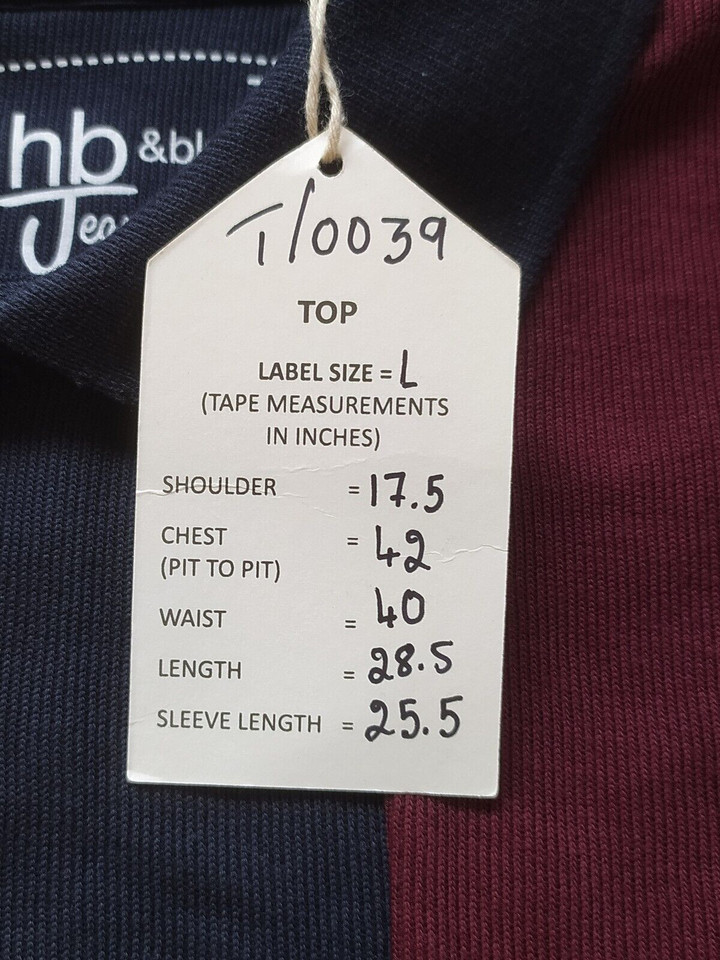 hb &bl
Jea
T/0039
TOP
LABEL SIZE = L
(TAPE MEASUREMENTS
IN INCHES)
SHOULDER = 17.5
CHEST = 42
(PIT TO PIT)
WAIST = 40
LENGTH = 28.5
SLEEVE LENGTH = 25.5